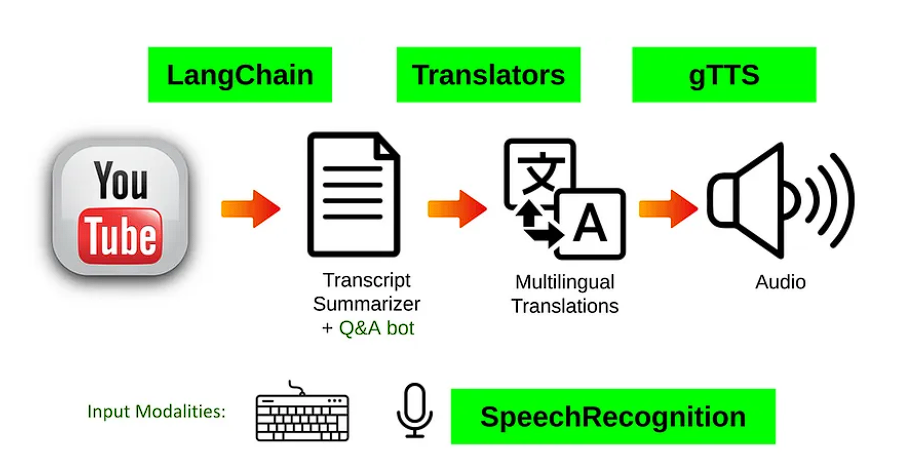 LangChain
Translators
gTTS
You
Tube
文
A
Transcript
Summarizer
+ Q&A bot
Multilingual
Translations
Audio
Input Modalities:
SpeechRecognition